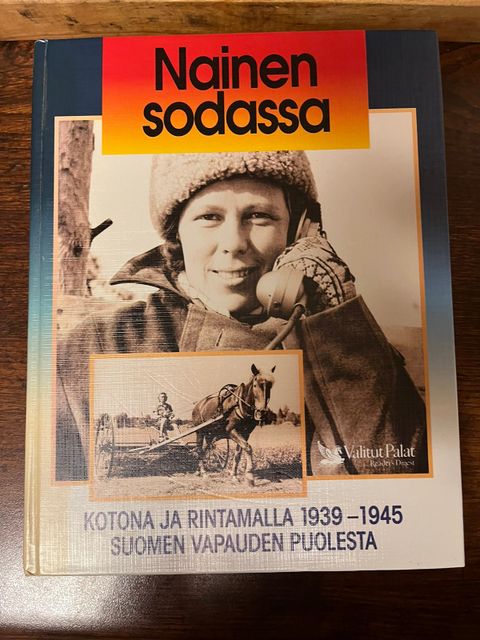 Nainen
sodassa
Valitut Palat
Reader's Digest
KOTONA JA RINTAMALLA 1939–1945
SUOMEN VAPAUDEN PUOLESTA